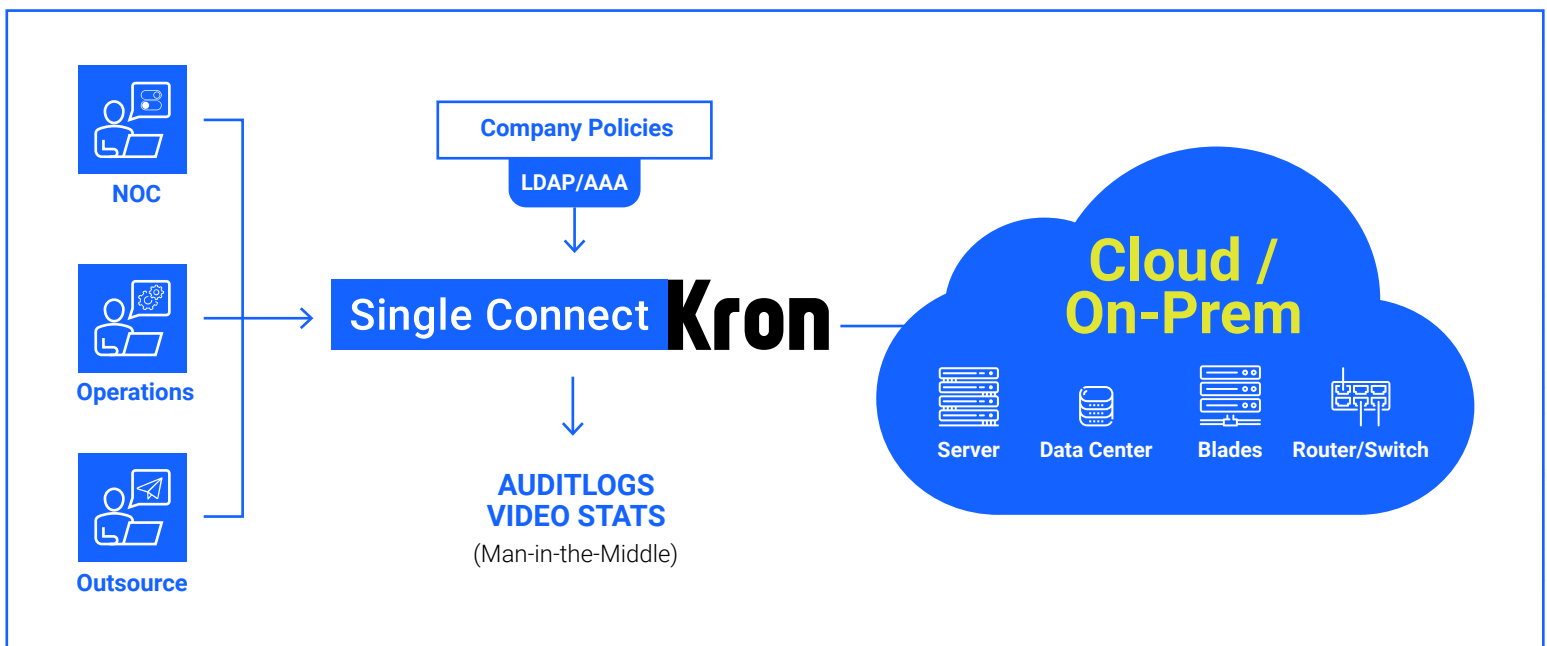 NOC
Operations
Outsource
Company Policies
LDAP/AAA
Single Connect Kron
AUDITLOGS
VIDEO STATS
(Man-in-the-Middle)
Cloud /
On-Prem
Server Data Center Blades Router/Switch